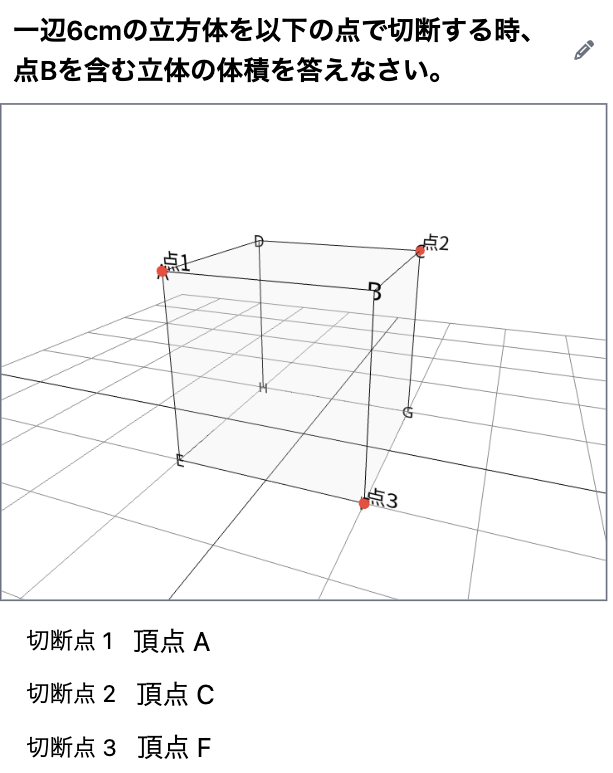 一辺6cmの立方体を以下の点で切断する時、
点Bを含む立体の体積を答えなさい。
D
点2
点1
B
H
G
E
点3
切断点 1 頂点 A
切断点 2 頂点 C
切断点 3 頂点 F